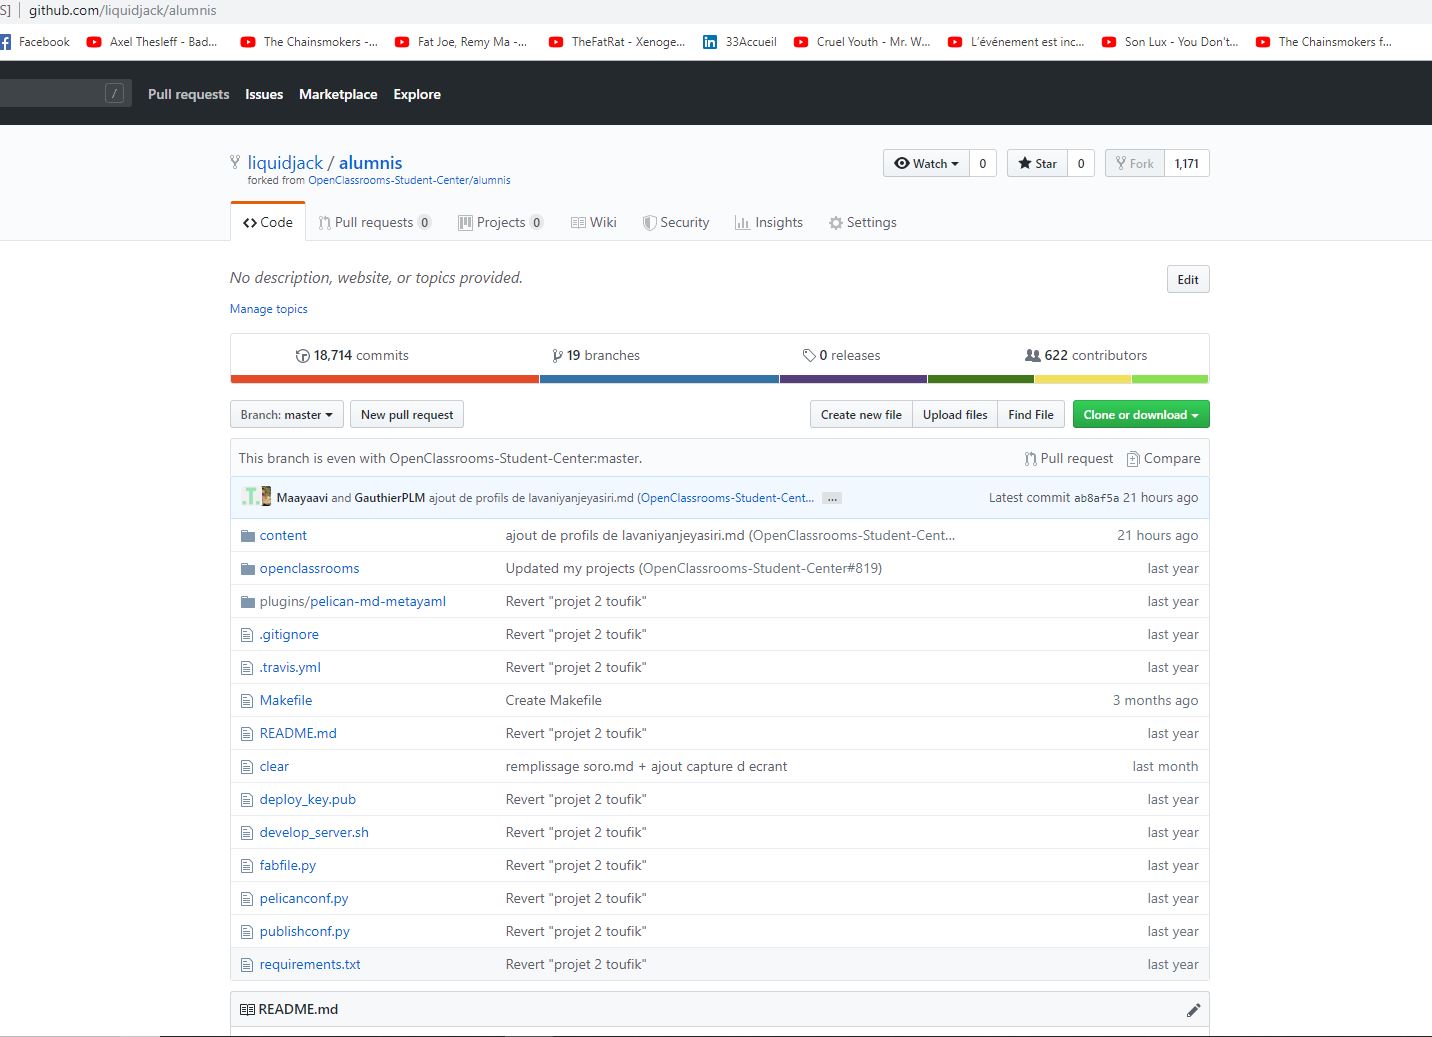 S] github.com/liquidjack/alumnis
Facebook Axel Thesleff - Bad... The Chainsmokers -... Fat Joe, Remy Ma -... TheFatRat - Xenoge... 33Accueil Cruel Youth - Mr. W... L'événement est inc... Son Lux - You Don't... The Chainsmokers f...
/ Pull requests Issues Marketplace Explore
liquidjack / alumnis Watch 0 Star 0 Fork 1,171
forked from OpenClassrooms-Student-Center/alumnis
Code Pull requests 0 Projects 0 Wiki Security Insights Settings
No description, website, or topics provided. Edit
Manage topics
18,714 commits 19 branches 0 releases 622 contributors
Branch: master New pull request Create new file Upload files Find File Clone or download
This branch is even with OpenClassrooms-Student-Center:master. Pull request Compare
Maayaavi and GauthierPLM ajout de profils de lavaniyanjeyasiri.md (OpenClassrooms-Student-Cent... ... Latest commit ab8af5a 21 hours ago
content ajout de profils de lavaniyanjeyasiri.md (OpenClassrooms-Student-Cent... 21 hours ago
openclassrooms Updated my projects (OpenClassrooms-Student-Center#819) last year
plugins/pelican-md-metayaml Revert "projet 2 toufik" last year
.gitignore Revert "projet 2 toufik" last year
.travis.yml Revert "projet 2 toufik" last year
Makefile Create Makefile 3 months ago
README.md Revert "projet 2 toufik" last year
clear remplissage soro.md + ajout capture d ecrant last month
deploy_key.pub Revert "projet 2 toufik" last year
develop_server.sh Revert "projet 2 toufik" last year
fabfile.py Revert "projet 2 toufik" last year
pelicanconf.py Revert "projet 2 toufik" last year
publishconf.py Revert "projet 2 toufik" last year
requirements.txt Revert "projet 2 toufik" last year
README.md